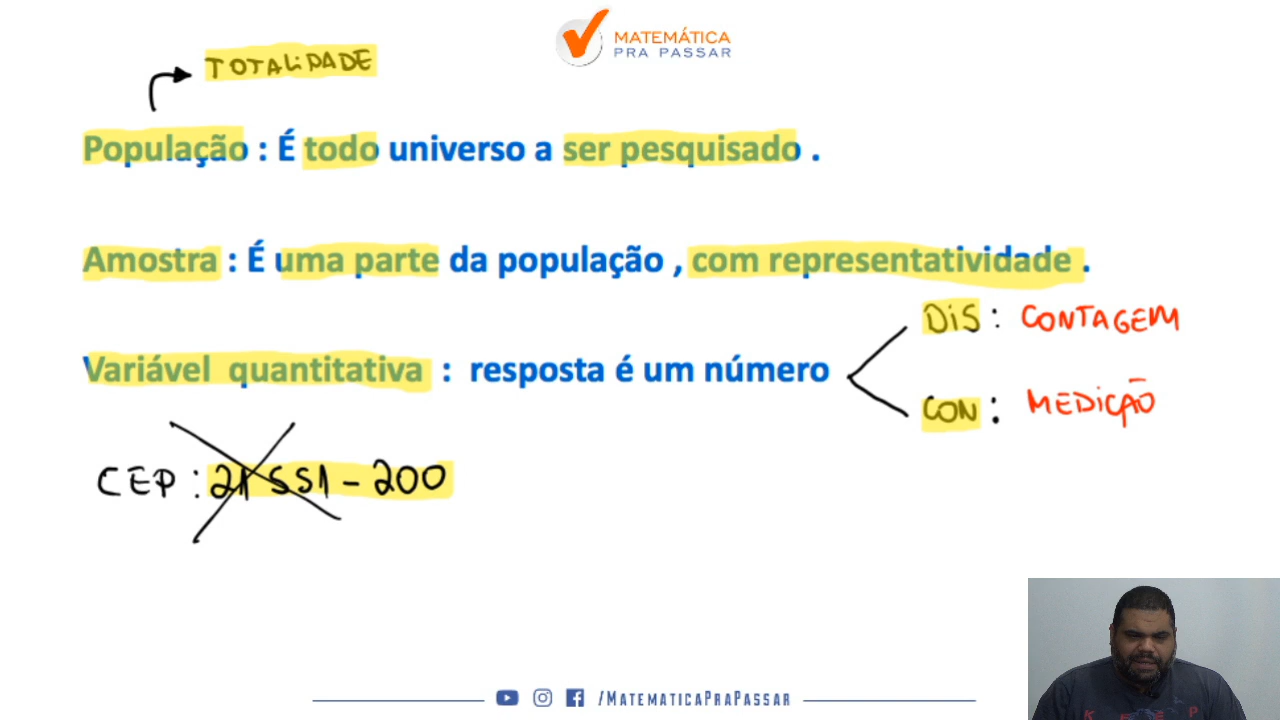 MATEMÁTICA
PRA PASSAR
TOTALIDADE
População : É todo universo a ser pesquisado .
Amostra : É uma parte da população , com representatividade .
DIS : CONTAGEM
Variável quantitativa : resposta é um número
CON : MEDIÇÃO
CEP : 21551-200
/MATEMATICAPRAPASSAR
K E E P